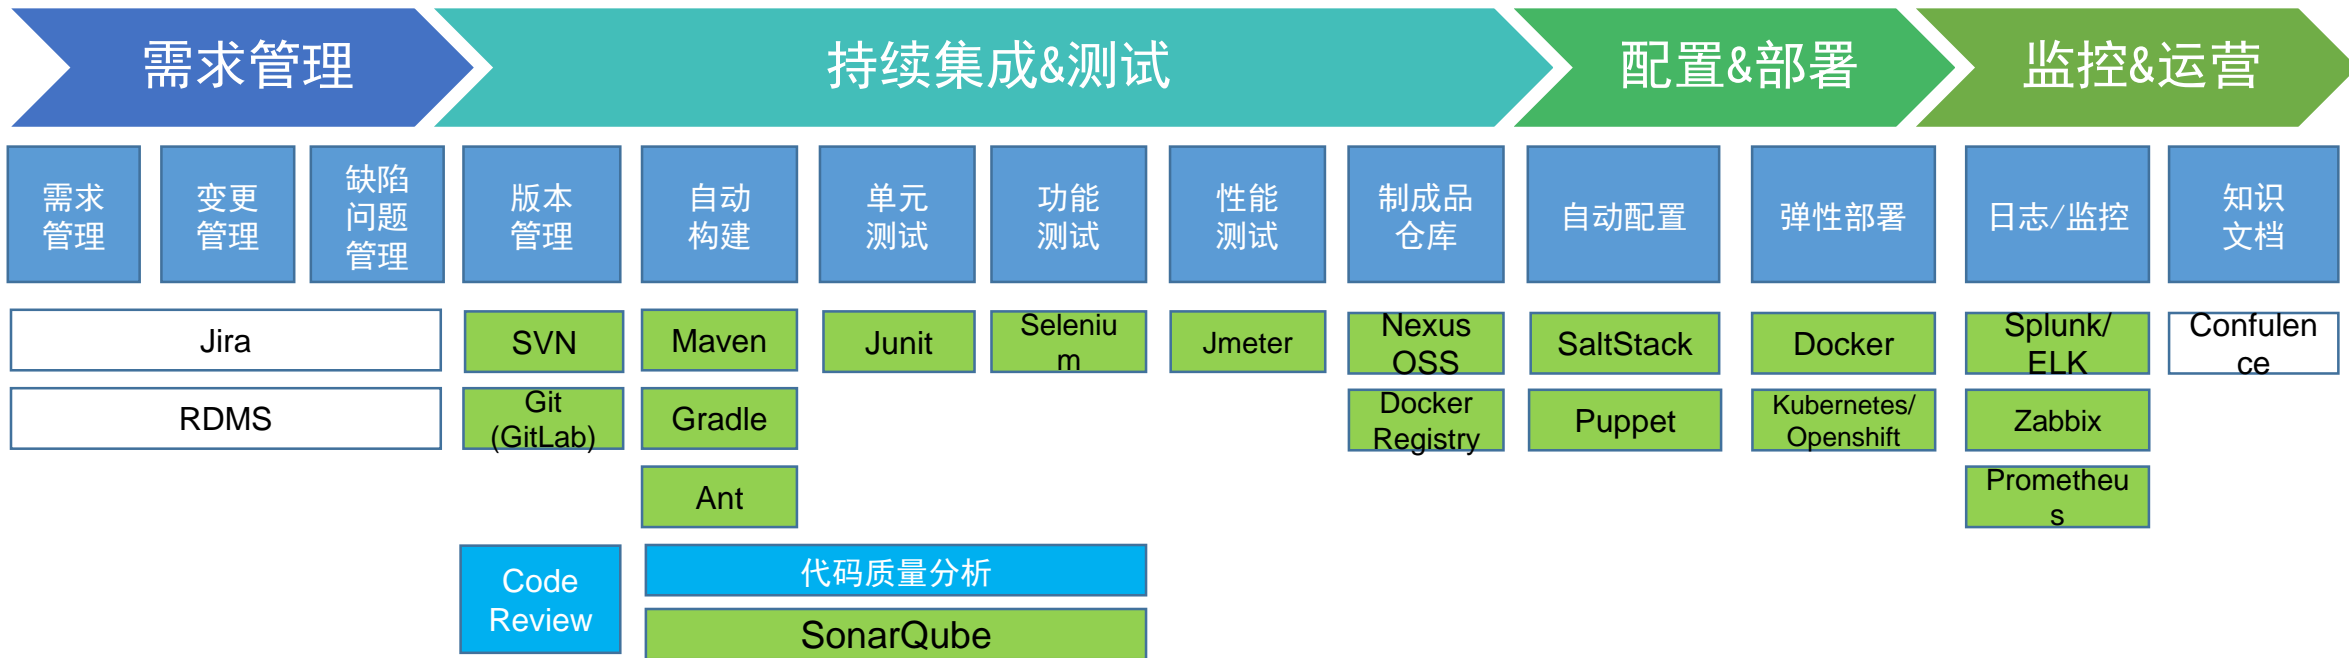 需求管理
持续集成&测试
配置&部署
监控&运营
需求
管理
变更
管理
缺陷
问题
管理
版本
管理
自动
构建
单元
测试
功能
测试
性能
测试
制成品
仓库
自动配置
弹性部署
日志/监控
知识
文档
Jira
SVN
Maven
Junit
Seleniu
m
Jmeter
Nexus
OSS
SaltStack
Docker
Splunk/
ELK
Confulen
ce
RDMS
Git
(GitLab)
Gradle
Docker
Registry
Puppet
Kubernetes/
Openshift
Zabbix
Ant
Prometheu
s
Code
Review
代码质量分析
SonarQube